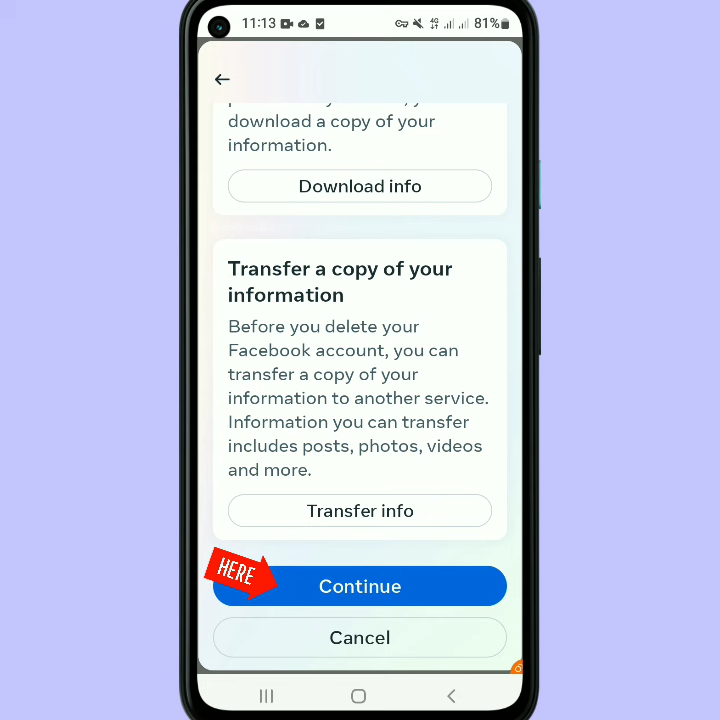 11:13
81%
download a copy of your
information.
Download info
Transfer a copy of your
information
Before you delete your
Facebook account, you can
transfer a copy of your
information to another service.
Information you can transfer
includes posts, photos, videos
and more.
Transfer info
HERE
Continue
Cancel